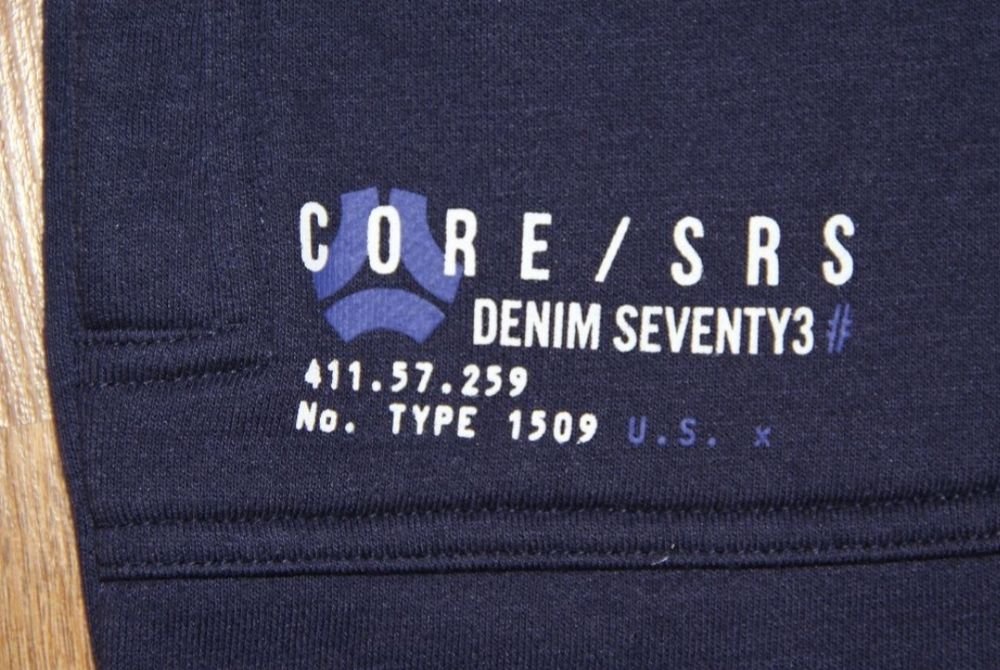 CORE/SRS
DENIM SEVENTY3 #
411.57.259
No. TYPE 1509 U.S. x